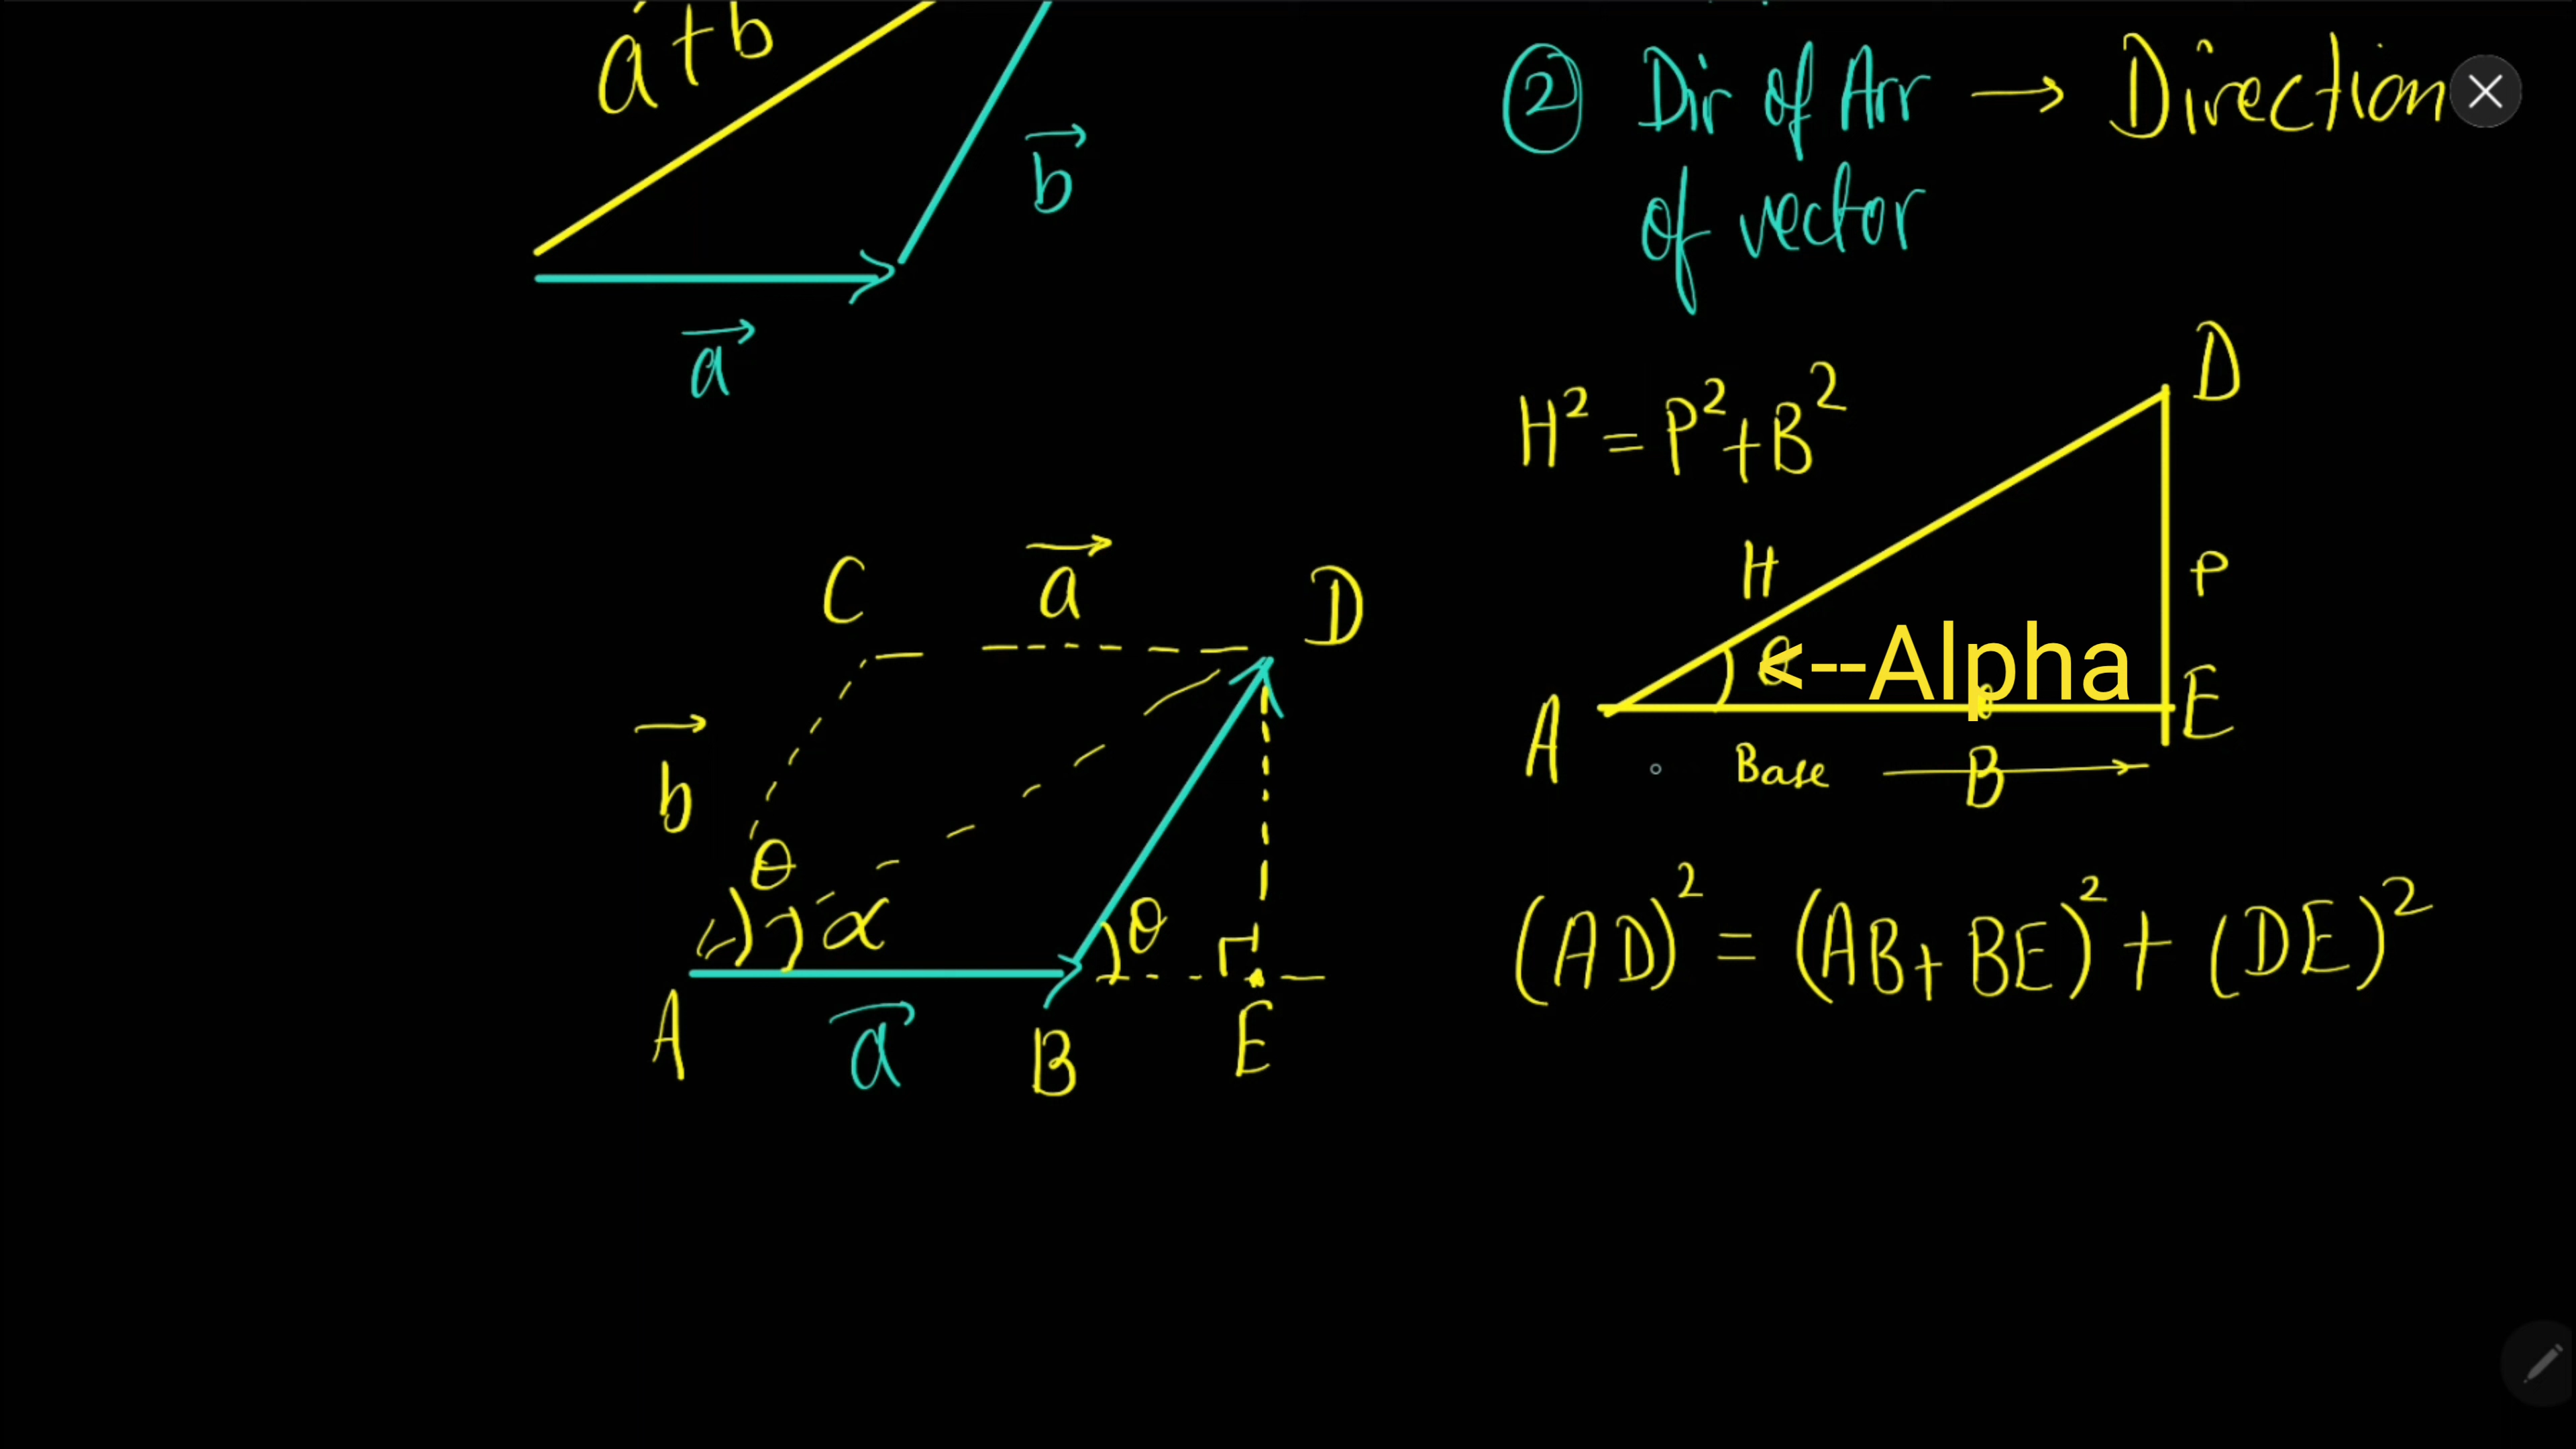 a+b
b
a
② Dir of Arr → Direction
of vector
H² = P² + B²
D
H
P
<--Alpha
A
E
Base
B
C
a
D
b
θ
α
θ
A
a
B
E
(AD)² = (AB + BE)² + (DE)²